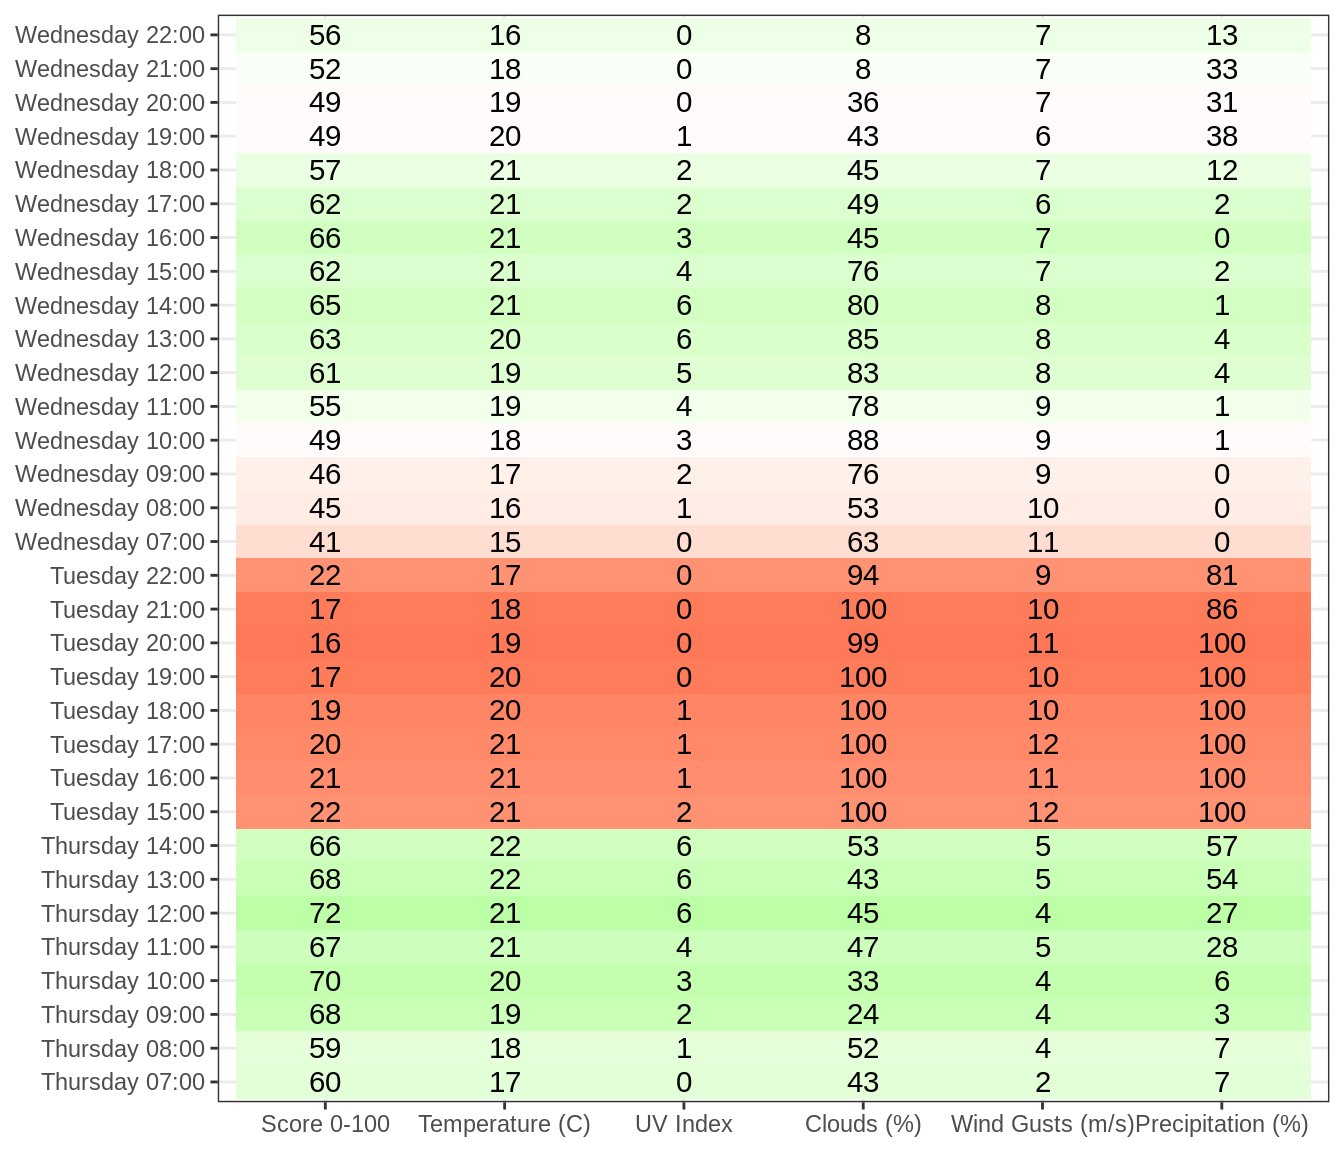 Wednesday 22:00 56 16 0 8 7 13
Wednesday 21:00 52 18 0 8 7 33
Wednesday 20:00 49 19 0 36 7 31
Wednesday 19:00 49 20 1 43 6 38
Wednesday 18:00 57 21 2 45 7 12
Wednesday 17:00 62 21 2 49 6 2
Wednesday 16:00 66 21 3 45 7 0
Wednesday 15:00 62 21 4 76 7 2
Wednesday 14:00 65 21 6 80 8 1
Wednesday 13:00 63 20 6 85 8 4
Wednesday 12:00 61 19 5 83 8 4
Wednesday 11:00 55 19 4 78 9 1
Wednesday 10:00 49 18 3 88 9 1
Wednesday 09:00 46 17 2 76 9 0
Wednesday 08:00 45 16 1 53 10 0
Wednesday 07:00 41 15 0 63 11 0
Tuesday 22:00 22 17 0 94 9 81
Tuesday 21:00 17 18 0 100 10 86
Tuesday 20:00 16 19 0 99 11 100
Tuesday 19:00 17 20 0 100 10 100
Tuesday 18:00 19 20 1 100 10 100
Tuesday 17:00 20 21 1 100 12 100
Tuesday 16:00 21 21 1 100 11 100
Tuesday 15:00 22 21 2 100 12 100
Thursday 14:00 66 22 6 53 5 57
Thursday 13:00 68 22 6 43 5 54
Thursday 12:00 72 21 6 45 4 27
Thursday 11:00 67 21 4 47 5 28
Thursday 10:00 70 20 3 33 4 6
Thursday 09:00 68 19 2 24 4 3
Thursday 08:00 59 18 1 52 4 7
Thursday 07:00 60 17 0 43 2 7
Score 0-100 Temperature (C) UV Index Clouds (%) Wind Gusts (m/s) Precipitation (%)